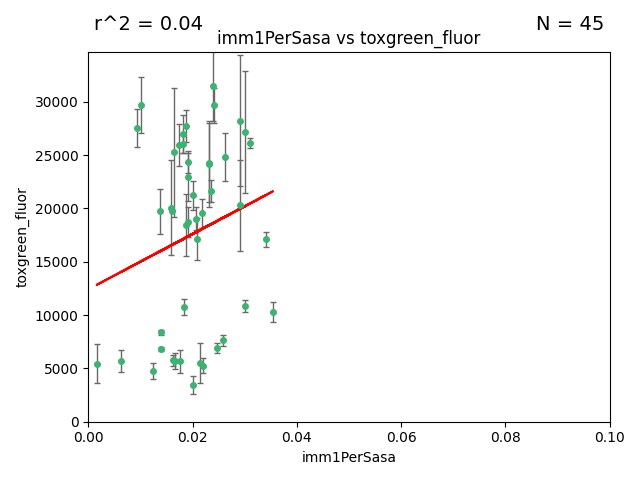 r^2 = 0.04
N = 45
imm1PerSasa vs toxgreen_fluor
30000
25000
20000
15000
10000
5000
0
toxgreen_fluor
0.00 0.02 0.04 0.06 0.08 0.10
imm1PerSasa